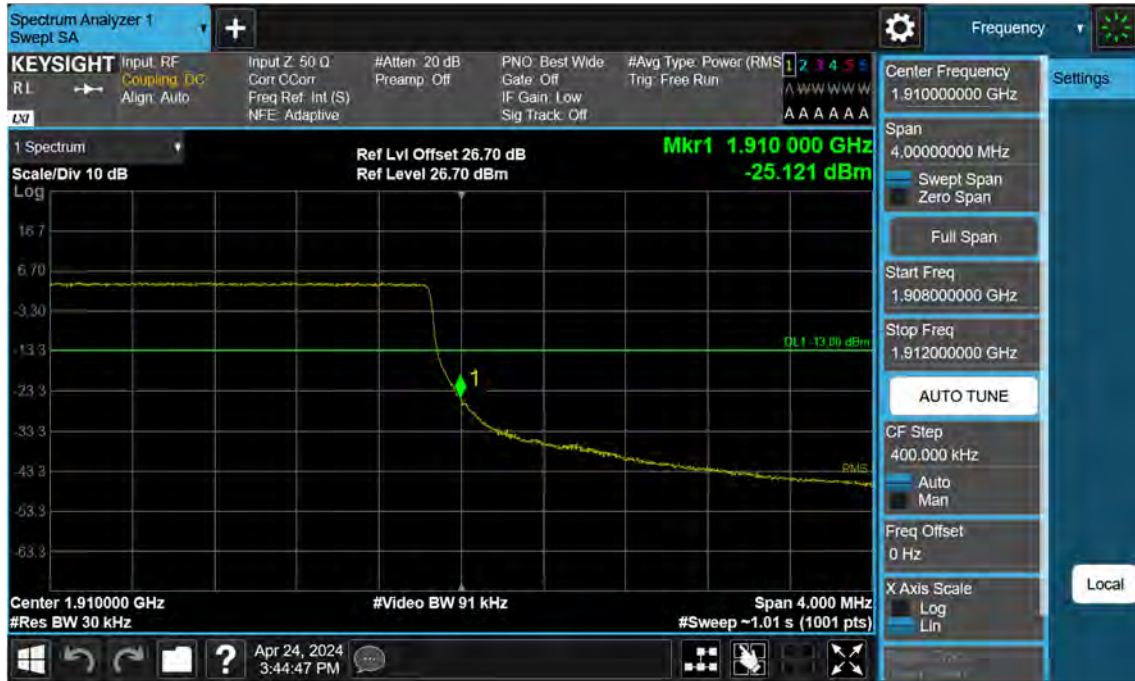 Spectrum Analyzer 1
Swept SA
+
Frequency
KEYSIGHT
RL
LXI
Input: RF
Coupling: DC
Align: Auto
Input Z: 50 Ω
Corr CCorr
Freq Ref: Int (S)
NFE: Adaptive
#Atten: 20 dB
Preamp: Off
PNO: Best Wide
Gate: Off
IF Gain: Low
Sig Track: Off
#Avg Type: Power (RMS
Trig: Free Run
1 2 3 4 5 6
A W W W W W
A A A A A A
1 Spectrum
Scale/Div 10 dB
Log
Ref Lvl Offset 26.70 dB
Ref Level 26.70 dBm
Mkr1 1.910 000 GHz
-25.121 dBm
16.7
6.70
-3.30
-13.3
-23.3
-33.3
-43.3
-53.3
-63.3
DL1 -13.00 dBm
1
RMS
Center 1.910000 GHz
#Res BW 30 kHz
#Video BW 91 kHz
Span 4.000 MHz
#Sweep ~1.01 s (1001 pts)
Center Frequency
1.910000000 GHz
Settings
Span
4.00000000 MHz
Swept Span
Zero Span
Full Span
Start Freq
1.908000000 GHz
Stop Freq
1.912000000 GHz
AUTO TUNE
CF Step
400.000 kHz
Auto
Man
Freq Offset
0 Hz
X Axis Scale
Log
Lin
Local
?
Apr 24, 2024
3:44:47 PM